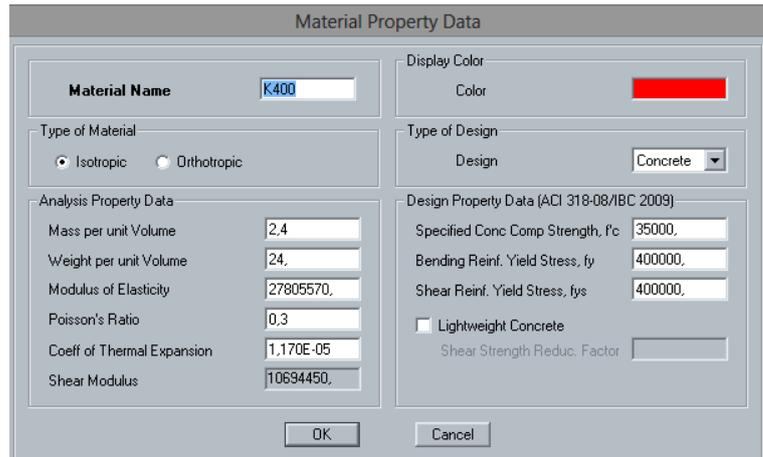 Material Property Data
Material Name K400
Display Color
Color
Type of Material
Isotropic Orthotropic
Type of Design
Design Concrete
Analysis Property Data
Mass per unit Volume 2,4
Weight per unit Volume 24,
Modulus of Elasticity 27805570,
Poisson's Ratio 0,3
Coeff of Thermal Expansion 1,170E-05
Shear Modulus 10694450,
Design Property Data (ACI 318-08/IBC 2009)
Specified Conc Comp Strength, f'c 35000,
Bending Reinf. Yield Stress, fy 400000,
Shear Reinf. Yield Stress, fys 400000,
Lightweight Concrete
Shear Strength Reduc. Factor
OK Cancel